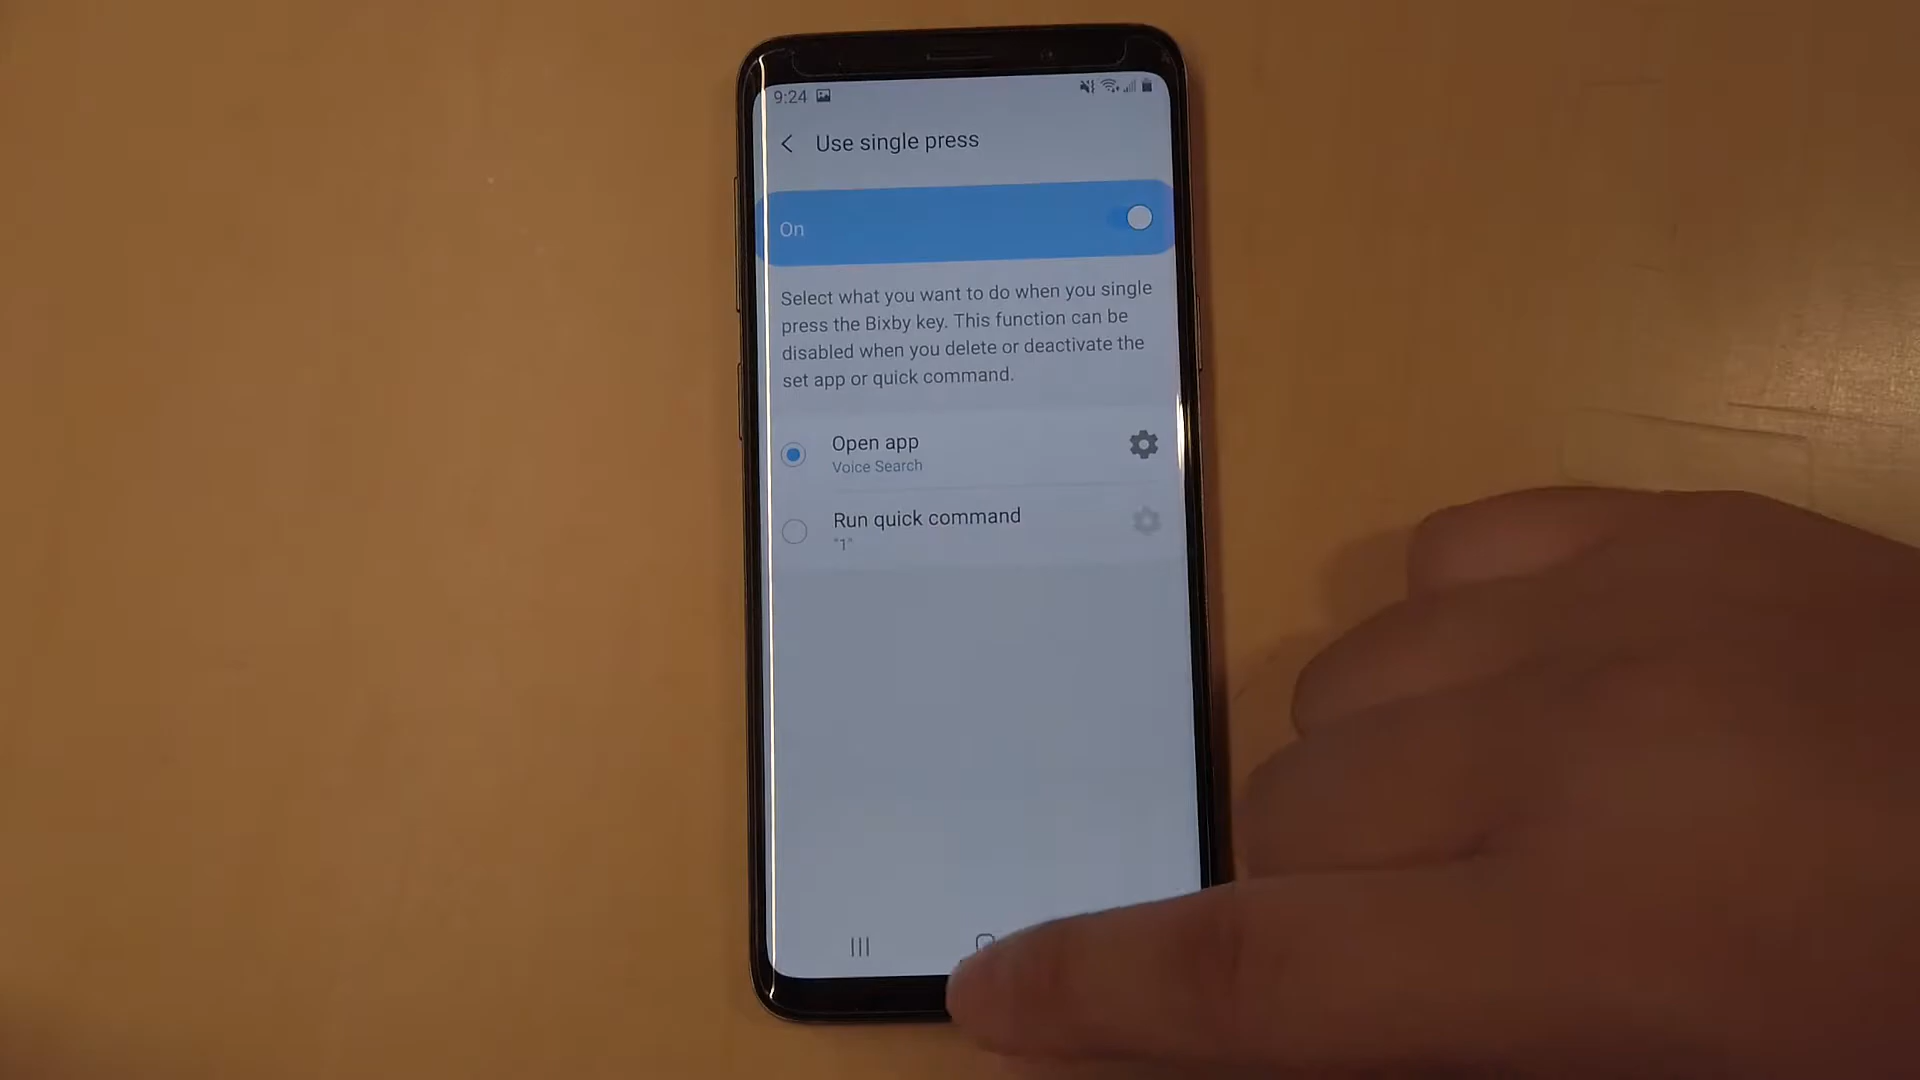 9:24
Use single press
On
Select what you want to do when you single
press the Bixby key. This function can be
disabled when you delete or deactivate the
set app or quick command.
Open app
Voice Search
Run quick command
"1"